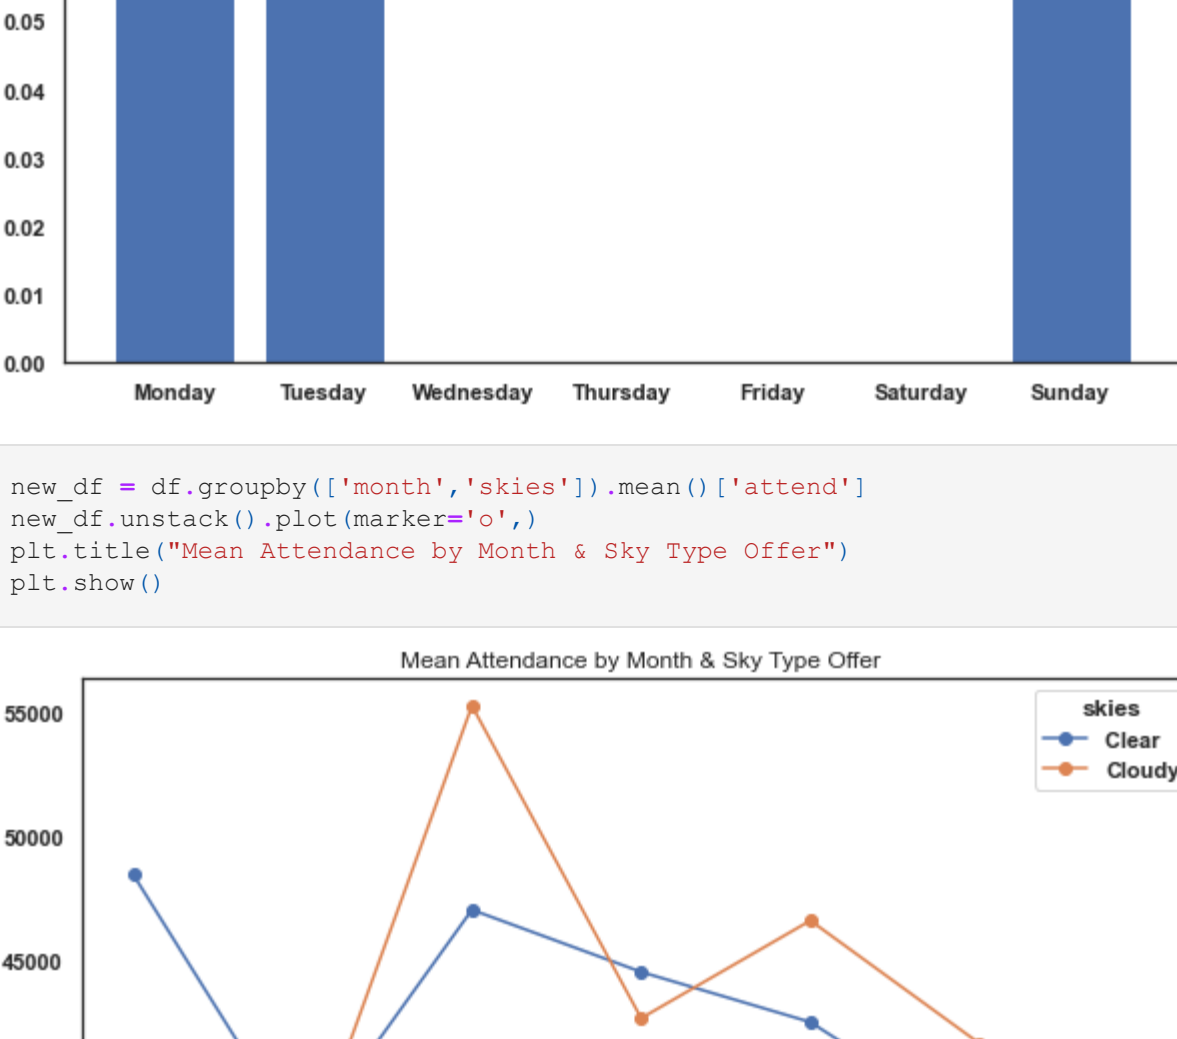 0.05
0.04
0.03
0.02
0.01
0.00
Monday Tuesday Wednesday Thursday Friday Saturday Sunday
new_df = df.groupby(['month','skies']).mean()['attend']
new_df.unstack().plot(marker='o',)
plt.title("Mean Attendance by Month & Sky Type Offer")
plt.show()
Mean Attendance by Month & Sky Type Offer
55000
skies
Clear
Cloudy
50000
45000